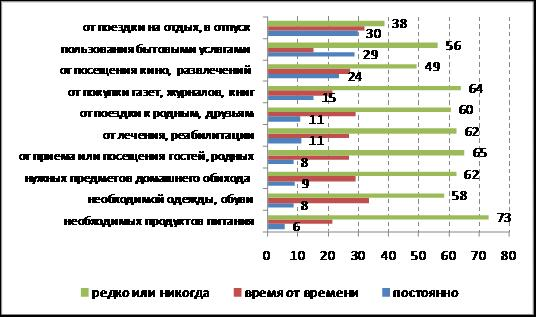 от поездки на отдых, в отпуск 38 30
пользования бытовыми услгами 56 29
от посещения кино, развлечений 49 24
от покупки газет, журналов, книг 64 15
от поездки к родным, друзьям 60 11
от лечения, реабилитации 62 11
от приема или посещения гостей, родных 65 8
нужных предметов домашнего обихода 62 9
необходимой одежды, обуви 58 8
необходимых продуктов питания 73 6
0 10 20 30 40 50 60 70 80
редко или никогда время от времени постоянно